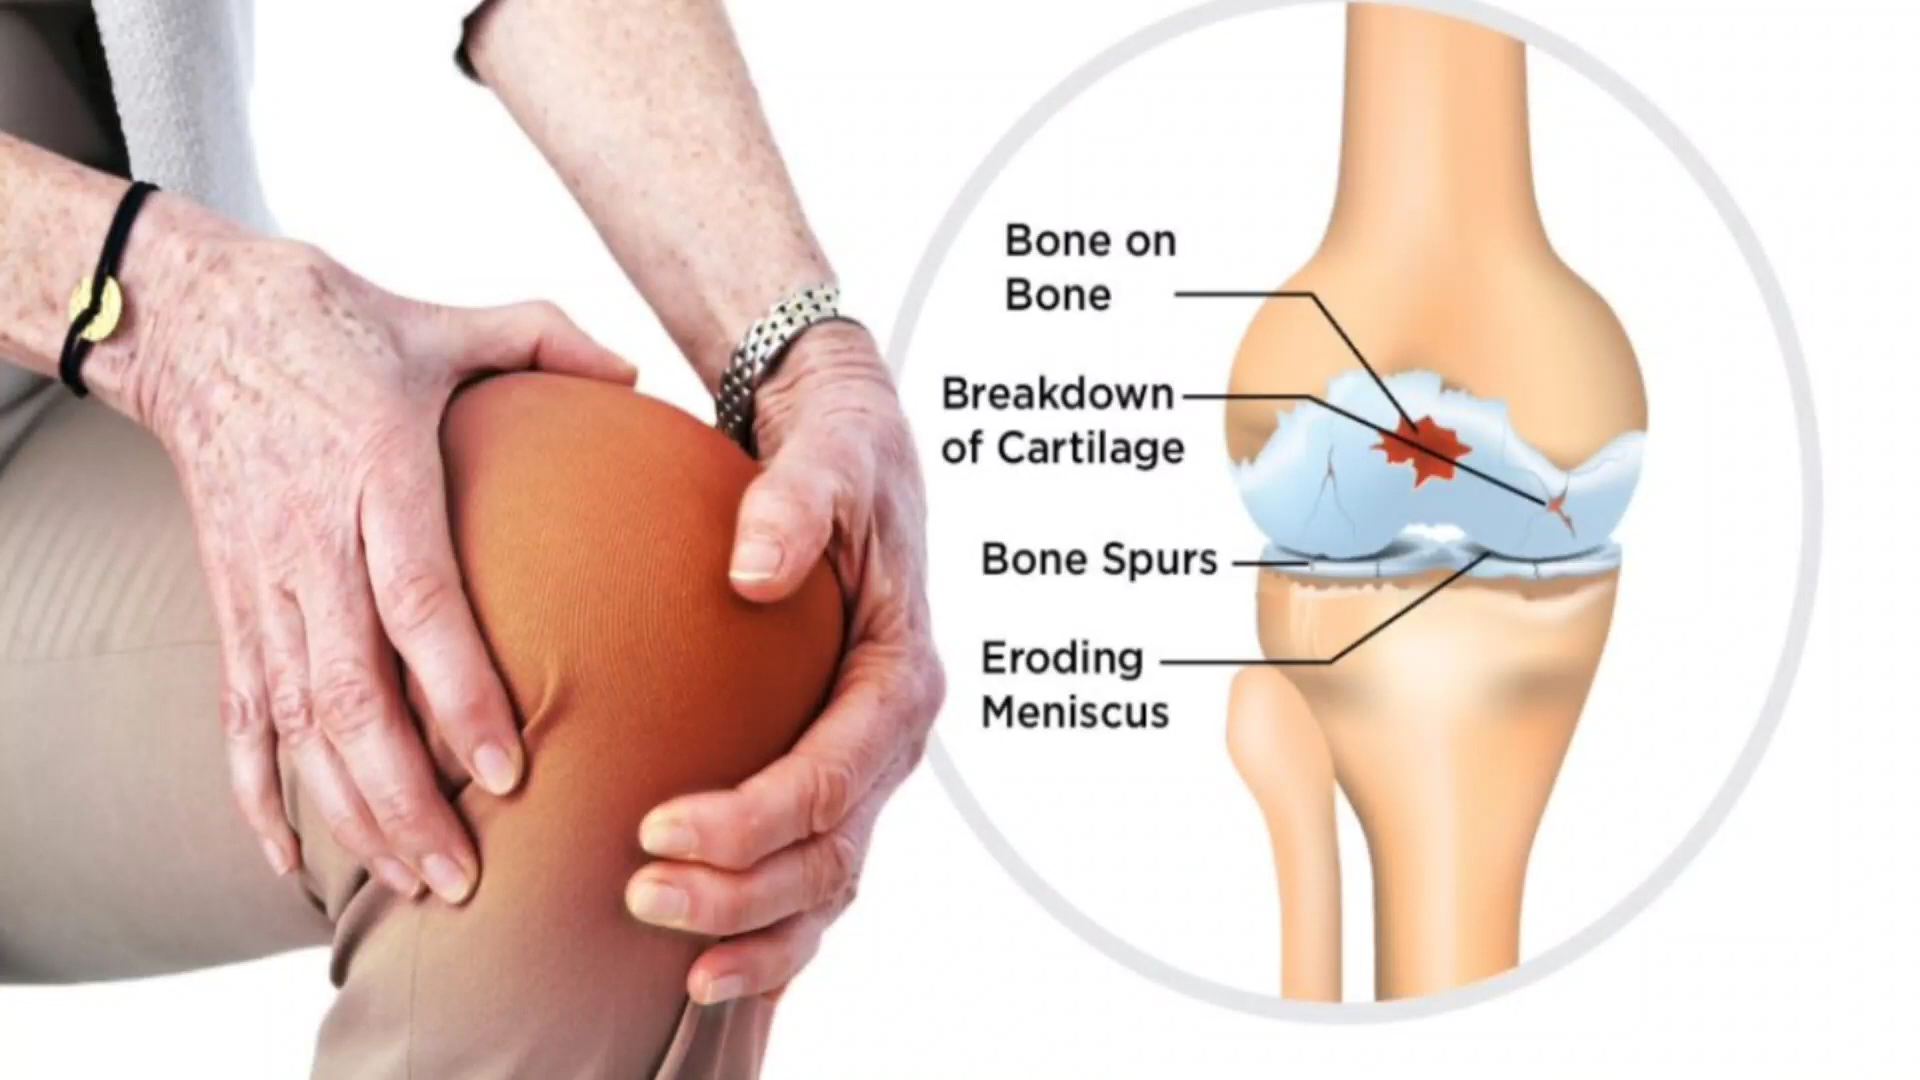 Bone on
Bone
Breakdown
of Cartilage
Bone Spurs
Eroding
Meniscus